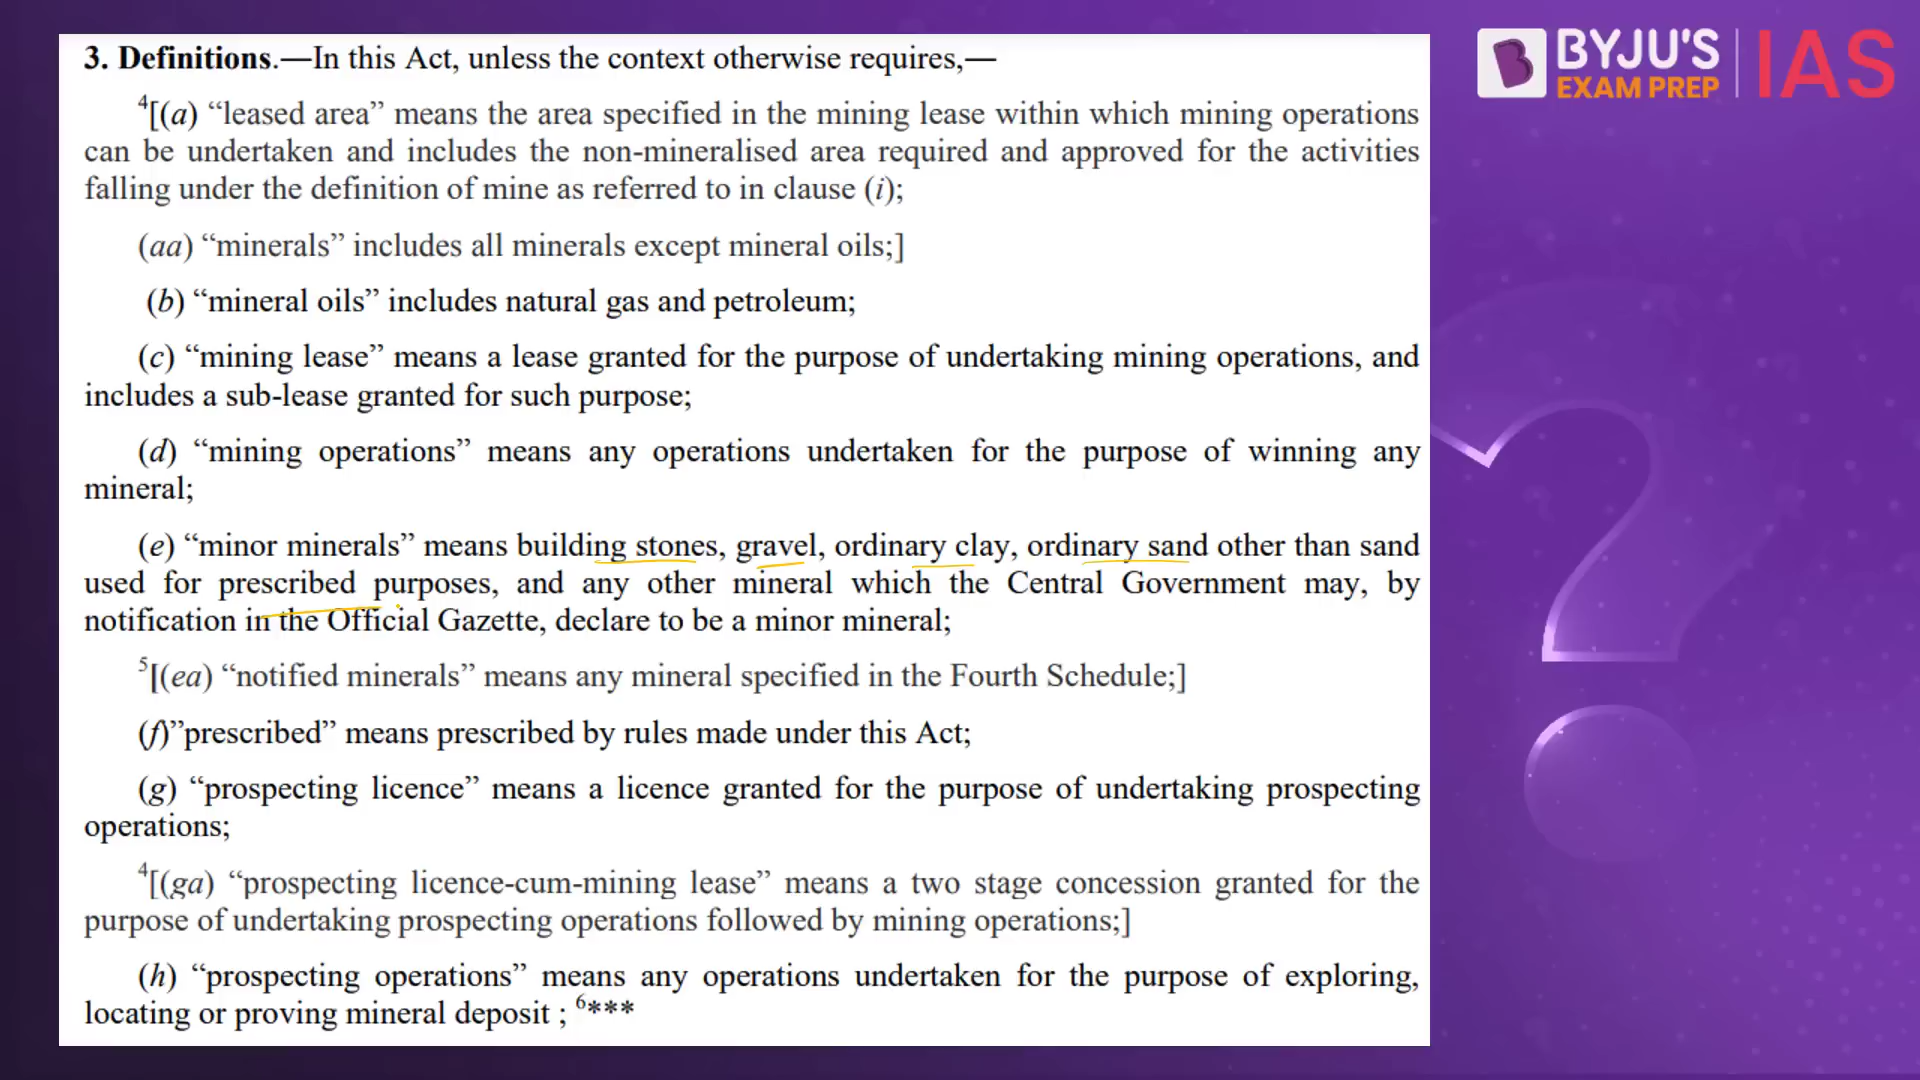 3. Definitions.—In this Act, unless the context otherwise requires,—
4[(a) “leased area” means the area specified in the mining lease within which mining operations
can be undertaken and includes the non-mineralised area required and approved for the activities
falling under the definition of mine as referred to in clause (i);
(aa) “minerals” includes all minerals except mineral oils;]
(b) “mineral oils” includes natural gas and petroleum;
(c) “mining lease” means a lease granted for the purpose of undertaking mining operations, and
includes a sub-lease granted for such purpose;
(d) “mining operations” means any operations undertaken for the purpose of winning any
mineral;
(e) “minor minerals” means building stones, gravel, ordinary clay, ordinary sand other than sand
used for prescribed purposes, and any other mineral which the Central Government may, by
notification in the Official Gazette, declare to be a minor mineral;
5[(ea) “notified minerals” means any mineral specified in the Fourth Schedule;]
(f)”prescribed” means prescribed by rules made under this Act;
(g) “prospecting licence” means a licence granted for the purpose of undertaking prospecting
operations;
4[(ga) “prospecting licence-cum-mining lease” means a two stage concession granted for the
purpose of undertaking prospecting operations followed by mining operations;]
(h) “prospecting operations” means any operations undertaken for the purpose of exploring,
locating or proving mineral deposit ; 6***
BYJU'S
EXAM PREP
IAS